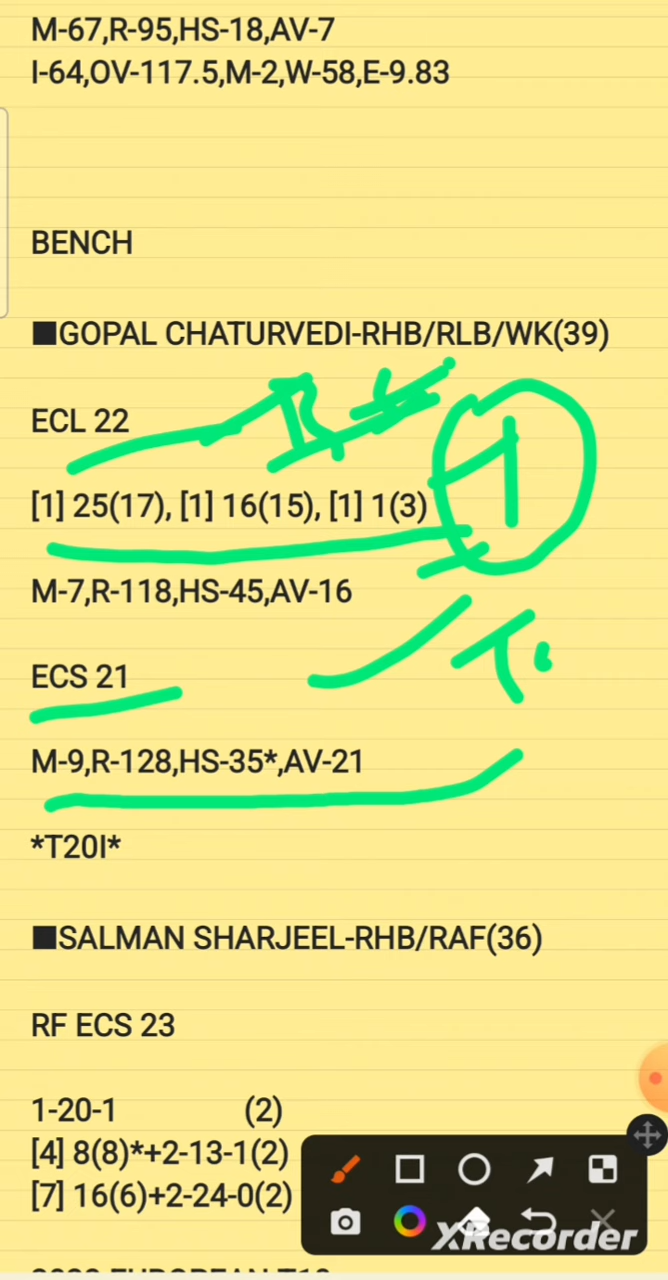 M-67,R-95,HS-18,AV-7
I-64,OV-117.5,M-2,W-58,E-9.83
BENCH
■GOPAL CHATURVEDI-RHB/RLB/WK(39)
ECL 22
[1] 25(17), [1] 16(15), [1] 1(3)
1
M-7,R-118,HS-45,AV-16
ECS 21
M-9,R-128,HS-35*,AV-21
*T20I*
■SALMAN SHARJEEL-RHB/RAF(36)
RF ECS 23
1-20-1 (2)
[4] 8(8)*+2-13-1(2)
[7] 16(6)+2-24-0(2)
XRecorder